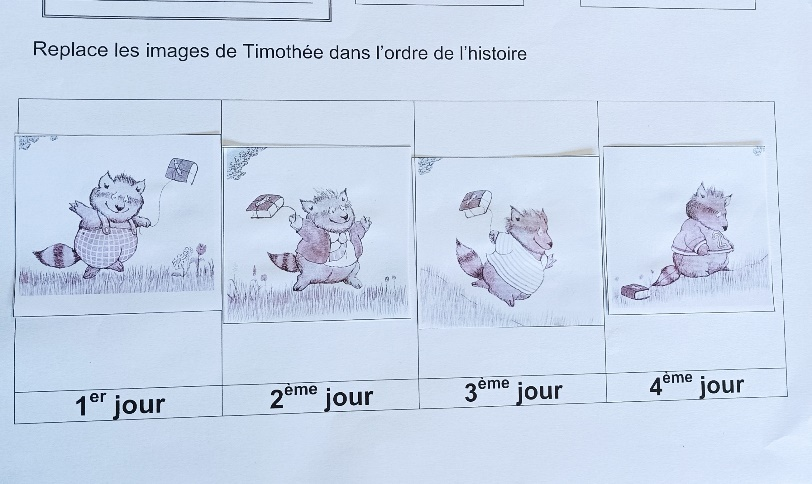 Replace les images de Timothée dans l'ordre de l'histoire
1er jour
2ème jour
3ème jour
4ème jour